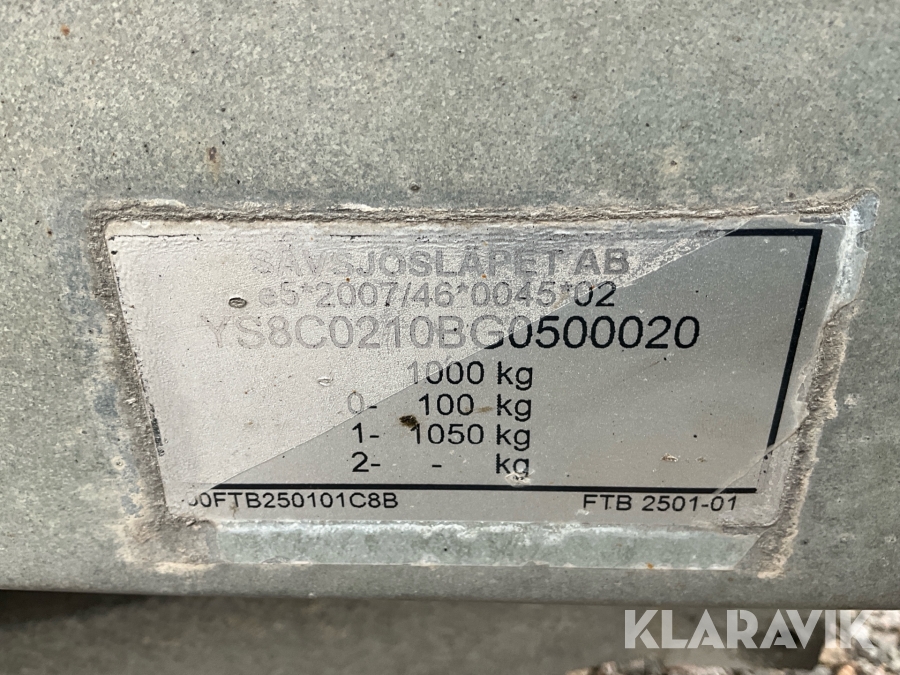 SÄVSJÖSLÄPET AB
e5*2007/46*0045*02
YS8C0210BG0500020
1000 kg
0- 100 kg
1- 1050 kg
2- - kg
00FTB250101C8B FTB 2501-01
KLARAVIK